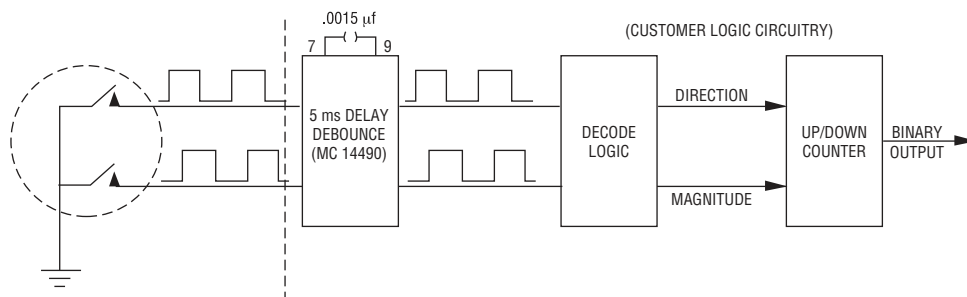 .0015 µf
7 9
(CUSTOMER LOGIC CIRCUITRY)
5 ms DELAY
DEBOUNCE
(MC 14490)
DECODE
LOGIC
DIRECTION
MAGNITUDE
UP/DOWN
COUNTER
BINARY
OUTPUT